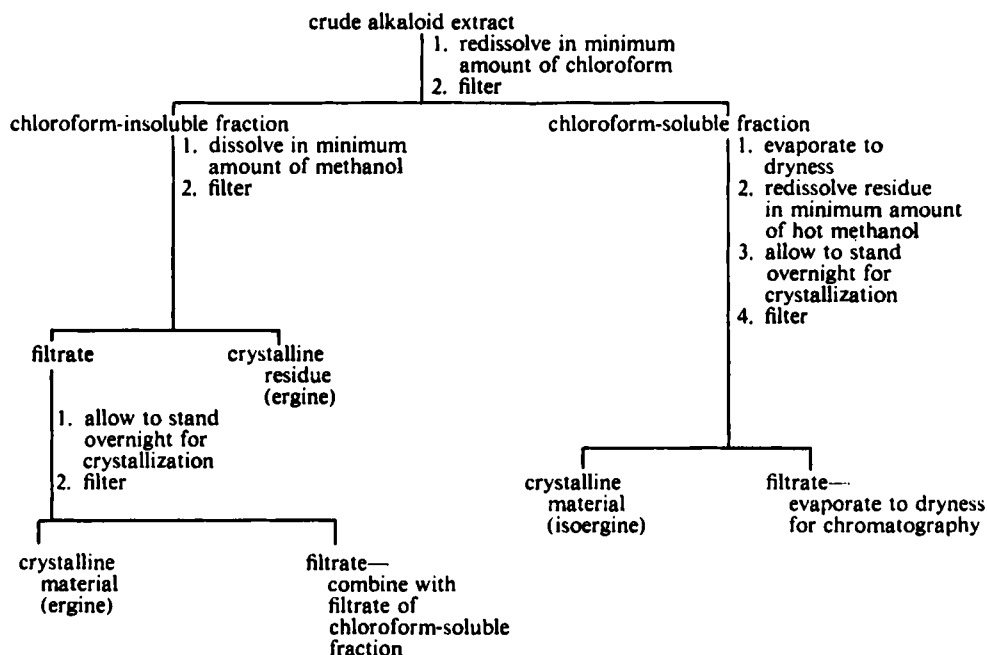 crude alkaloid extract
1. redissolve in minimum
amount of chloroform
2. filter
chloroform-insoluble fraction
1. dissolve in minimum
amount of methanol
2. filter
chloroform-soluble fraction
1. evaporate to
dryness
2. redissolve residue
in minimum amount
of hot methanol
3. allow to stand
overnight for
crystallization
4. filter
filtrate
crystalline
residue
(ergine)
1. allow to stand
overnight for
crystallization
2. filter
crystalline
material
(isoergine)
filtrate—
evaporate to dryness
for chromatography
crystalline
material
(ergine)
filtrate—
combine with
filtrate of
chloroform-soluble
fraction